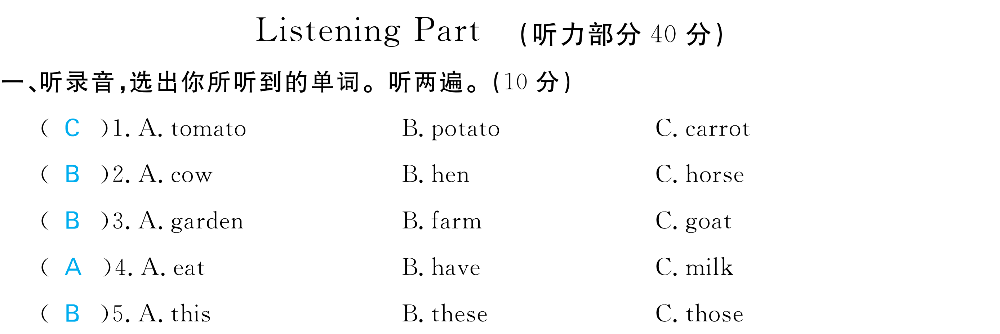 Listening Part (听力部分 40 分)
一、听录音,选出你所听到的单词。听两遍。(10 分)
( C )1. A. tomato B. potato C. carrot
( B )2. A. cow B. hen C. horse
( B )3. A. garden B. farm C. goat
( A )4. A. eat B. have C. milk
( B )5. A. this B. these C. those